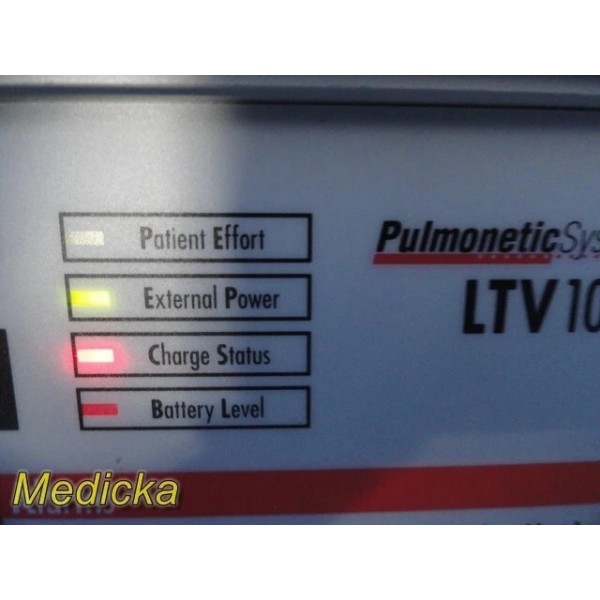 Patient Effort
PulmoneticSys
External Power
LTV 10
Charge Status
Battery Level
Medicka